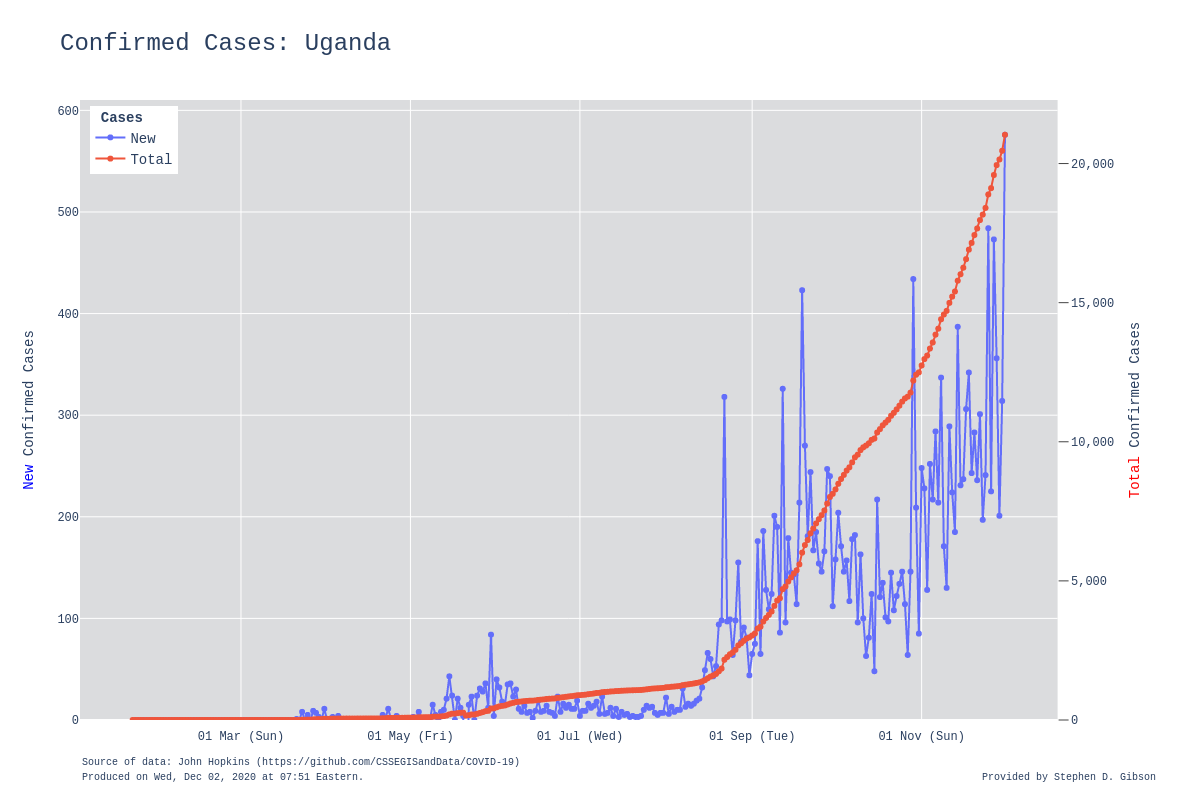 Confirmed Cases: Uganda
Cases
New
Total
600
500
400
300
200
100
0
20,000
15,000
10,000
5,000
0
New Confirmed Cases
Total Confirmed Cases
01 Mar (Sun)
01 May (Fri)
01 Jul (Wed)
01 Sep (Tue)
01 Nov (Sun)
Source of data: John Hopkins (https://github.com/CSSEGISandData/COVID-19)
Produced on Wed, Dec 02, 2020 at 07:51 Eastern.
Provided by Stephen D. Gibson